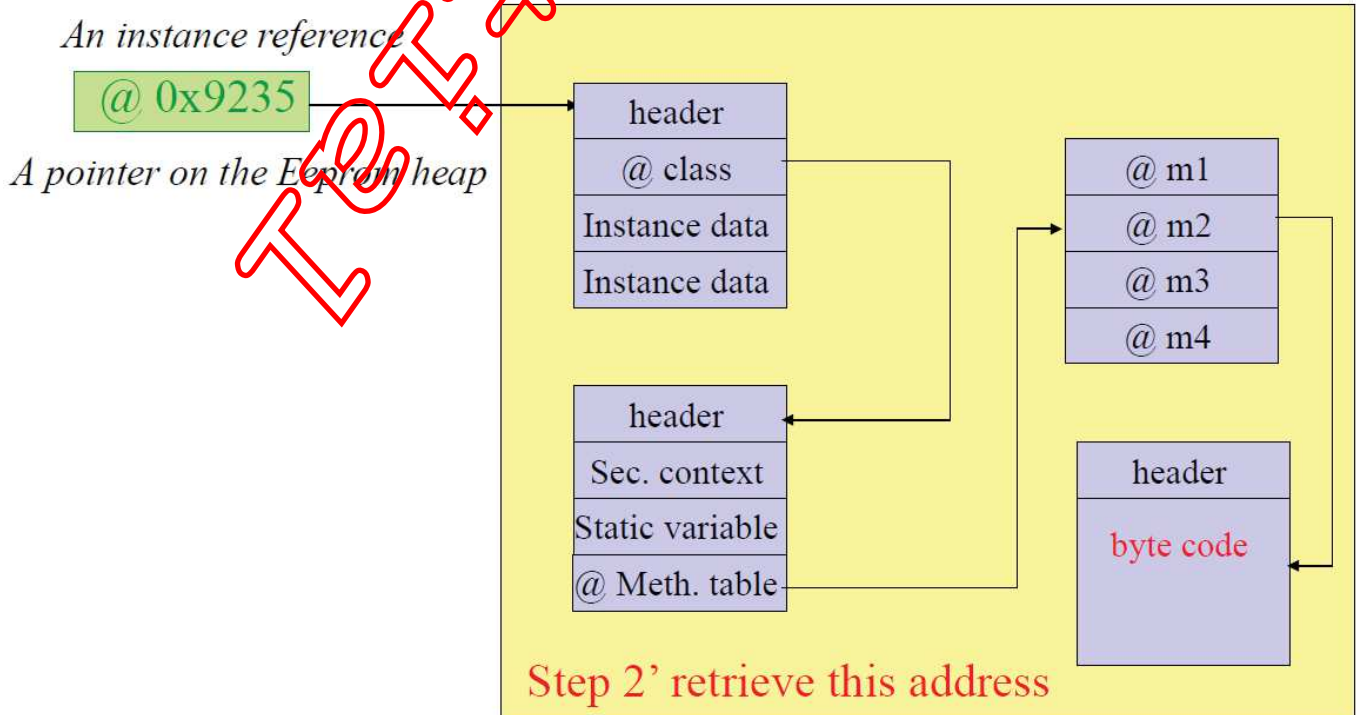 An instance reference
@ 0x9235
A pointer on the Eeprom heap
header
@ class
Instance data
Instance data
header
Sec. context
Static variable
@ Meth. table
@ m1
@ m2
@ m3
@ m4
header
byte code
Step 2’ retrieve this address